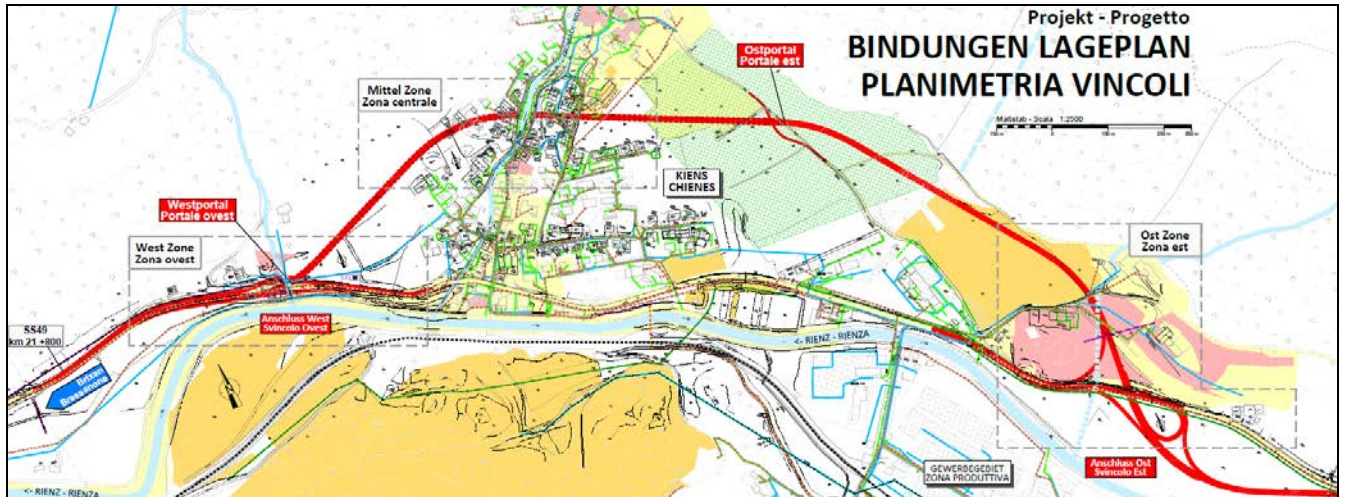 Projekt - Progetto
BINDUNGEN LAGEPLAN
PLANIMETRIA VINCOLI
Maßstab - Scala 1:2500
Ostportal
Portale est
Mittel Zone
Zona centrale
KIENS
CHIENES
Westportal
Portale ovest
West Zone
Zona ovest
Ost Zone
Zona est
Anschluss West
Svincolo Ovest
SS49
km 21 +800
<- RIENZ - RIENZA
Brixen
Bressanone
Anschluss Ost
Svincolo Est
GEWERBEGEBIET
ZONA PRODUTTIVA
<- RIENZ - RIENZA